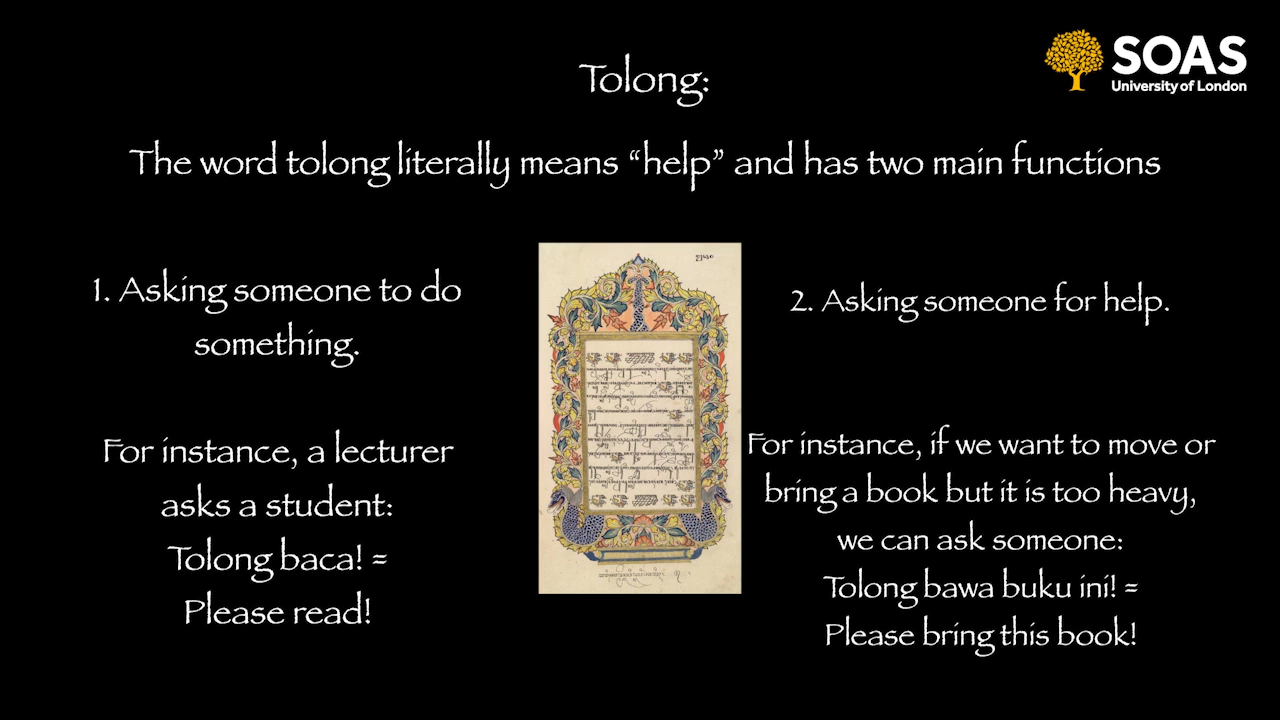 SOAS
University of London
Tolong:
The word tolong literally means “help” and has two main functions
1. Asking someone to do
something.
For instance, a lecturer
asks a student:
Tolong baca! =
Please read!
2. Asking someone for help.
For instance, if we want to move or
bring a book but it is too heavy,
we can ask someone:
Tolong bawa buku ini! =
Please bring this book!